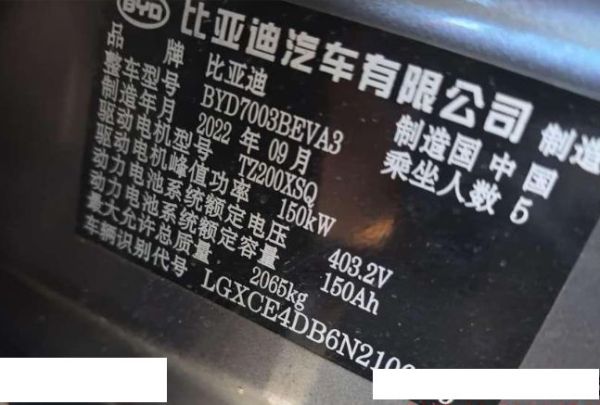 BYD 比亚迪汽车有限公司 制造
品牌 比亚迪
整车型号 BYD7003BEVA3 制造国 中国
制造年月 2022 年 09 月 乘坐人数 5
驱动电机型号 TZ200XSQ
驱动电机峰值功率 150kW
动力电池系统额定电压 403.2V
动力电池系统额定容量 150Ah
最大允许总质量 2065kg
车辆识别代号 LGXCE4DB6N210